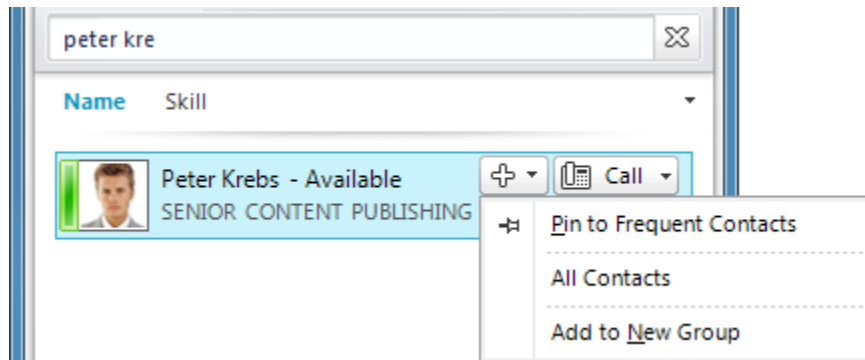 peter kre
Name Skill
Peter Krebs - Available Call
SENIOR CONTENT PUBLISHING
Pin to Frequent Contacts
All Contacts
Add to New Group